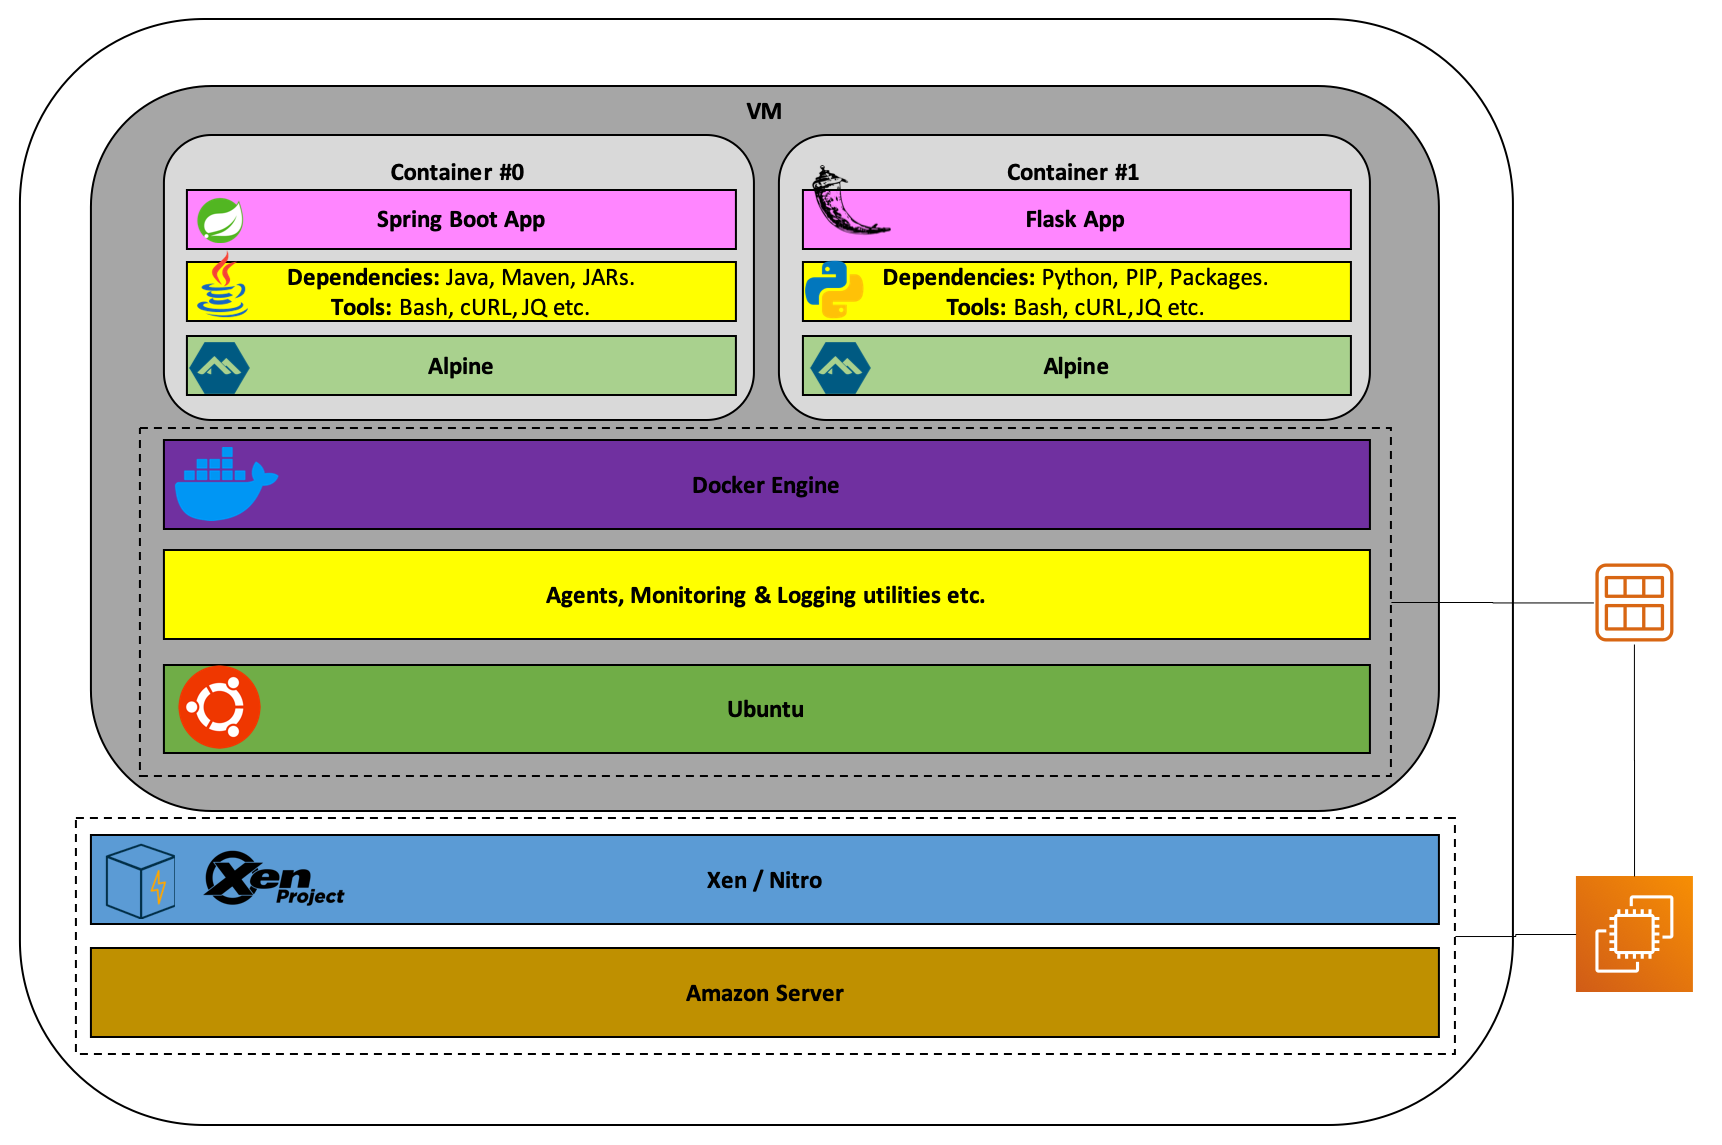 VM
Container #0
Spring Boot App
Dependencies: Java, Maven, JARs.
Tools: Bash, cURL, JQ etc.
Alpine
Container #1
Flask App
Dependencies: Python, PIP, Packages.
Tools: Bash, cURL, JQ etc.
Alpine
Docker Engine
Agents, Monitoring & Logging utilities etc.
Ubuntu
Xen
Project
Xen / Nitro
Amazon Server